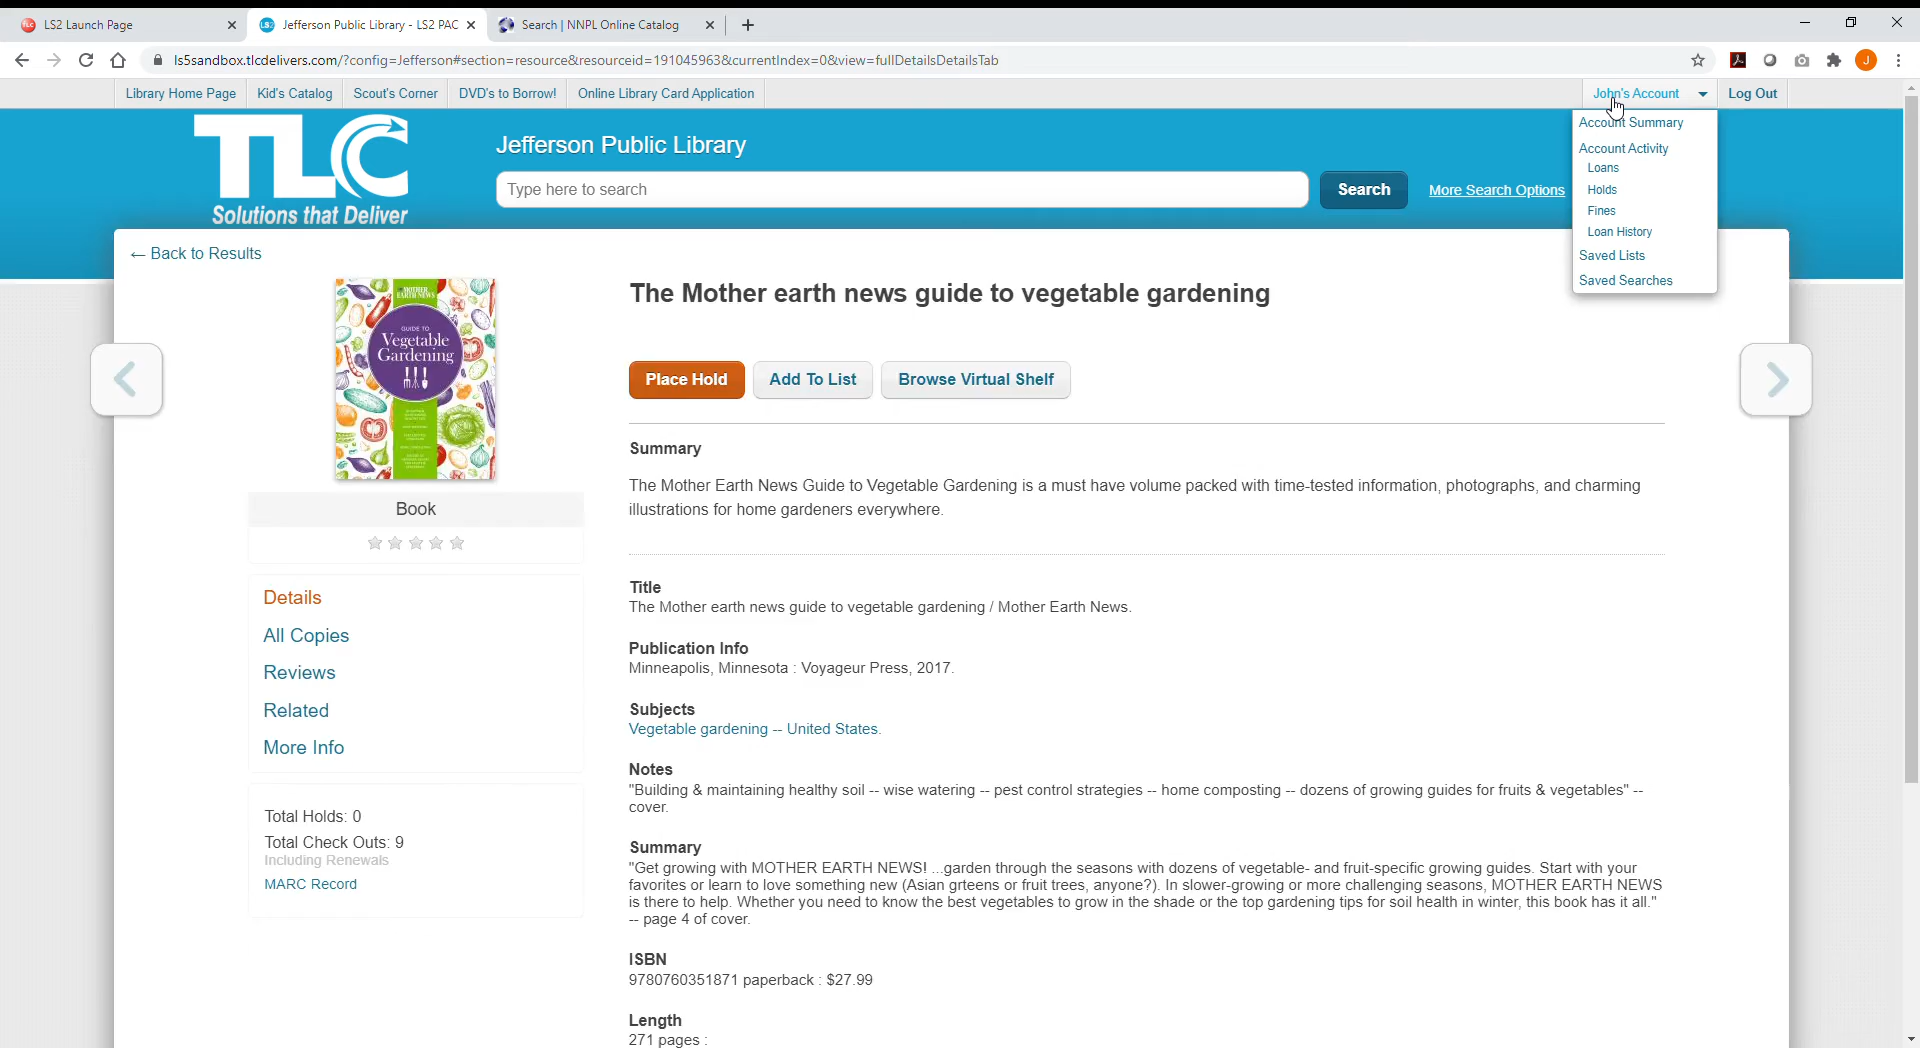 LS2 Launch Page
Jefferson Public Library - LS2 PAC
Search | NNPL Online Catalog
ls5sandbox.tlcdelivers.com/?config=Jefferson#section=resource&resourceid=191045963&currentIndex=0&view=fullDetailsDetailsTab
J
Library Home Page
Kid's Catalog
Scout's Corner
DVD's to Borrow!
Online Library Card Application
John's Account
Log Out
TLC
Solutions that Deliver
Jefferson Public Library
Type here to search
Search
More Search Options
Account Summary
Account Activity
Loans
Holds
Fines
Loan History
Saved Lists
Saved Searches
← Back to Results
MOTHER
EARTH NEWS
GUIDE TO
Vegetable
Gardening
Book
Details
All Copies
Reviews
Related
More Info
Total Holds: 0
Total Check Outs: 9
Including Renewals
MARC Record
The Mother earth news guide to vegetable gardening
Place Hold
Add To List
Browse Virtual Shelf
Summary
The Mother Earth News Guide to Vegetable Gardening is a must have volume packed with time-tested information, photographs, and charming
illustrations for home gardeners everywhere.
Title
The Mother earth news guide to vegetable gardening / Mother Earth News.
Publication Info
Minneapolis, Minnesota : Voyageur Press, 2017.
Subjects
Vegetable gardening -- United States.
Notes
"Building & maintaining healthy soil -- wise watering -- pest control strategies -- home composting -- dozens of growing guides for fruits & vegetables" --
cover.
Summary
"Get growing with MOTHER EARTH NEWS! ...garden through the seasons with dozens of vegetable- and fruit-specific growing guides. Start with your
favorites or learn to love something new (Asian grteens or fruit trees, anyone?). In slower-growing or more challenging seasons, MOTHER EARTH NEWS
is there to help. Whether you need to know the best vegetables to grow in the shade or the top gardening tips for soil health in winter, this book has it all."
-- page 4 of cover.
ISBN
9780760351871 paperback : $27.99
Length
271 pages :